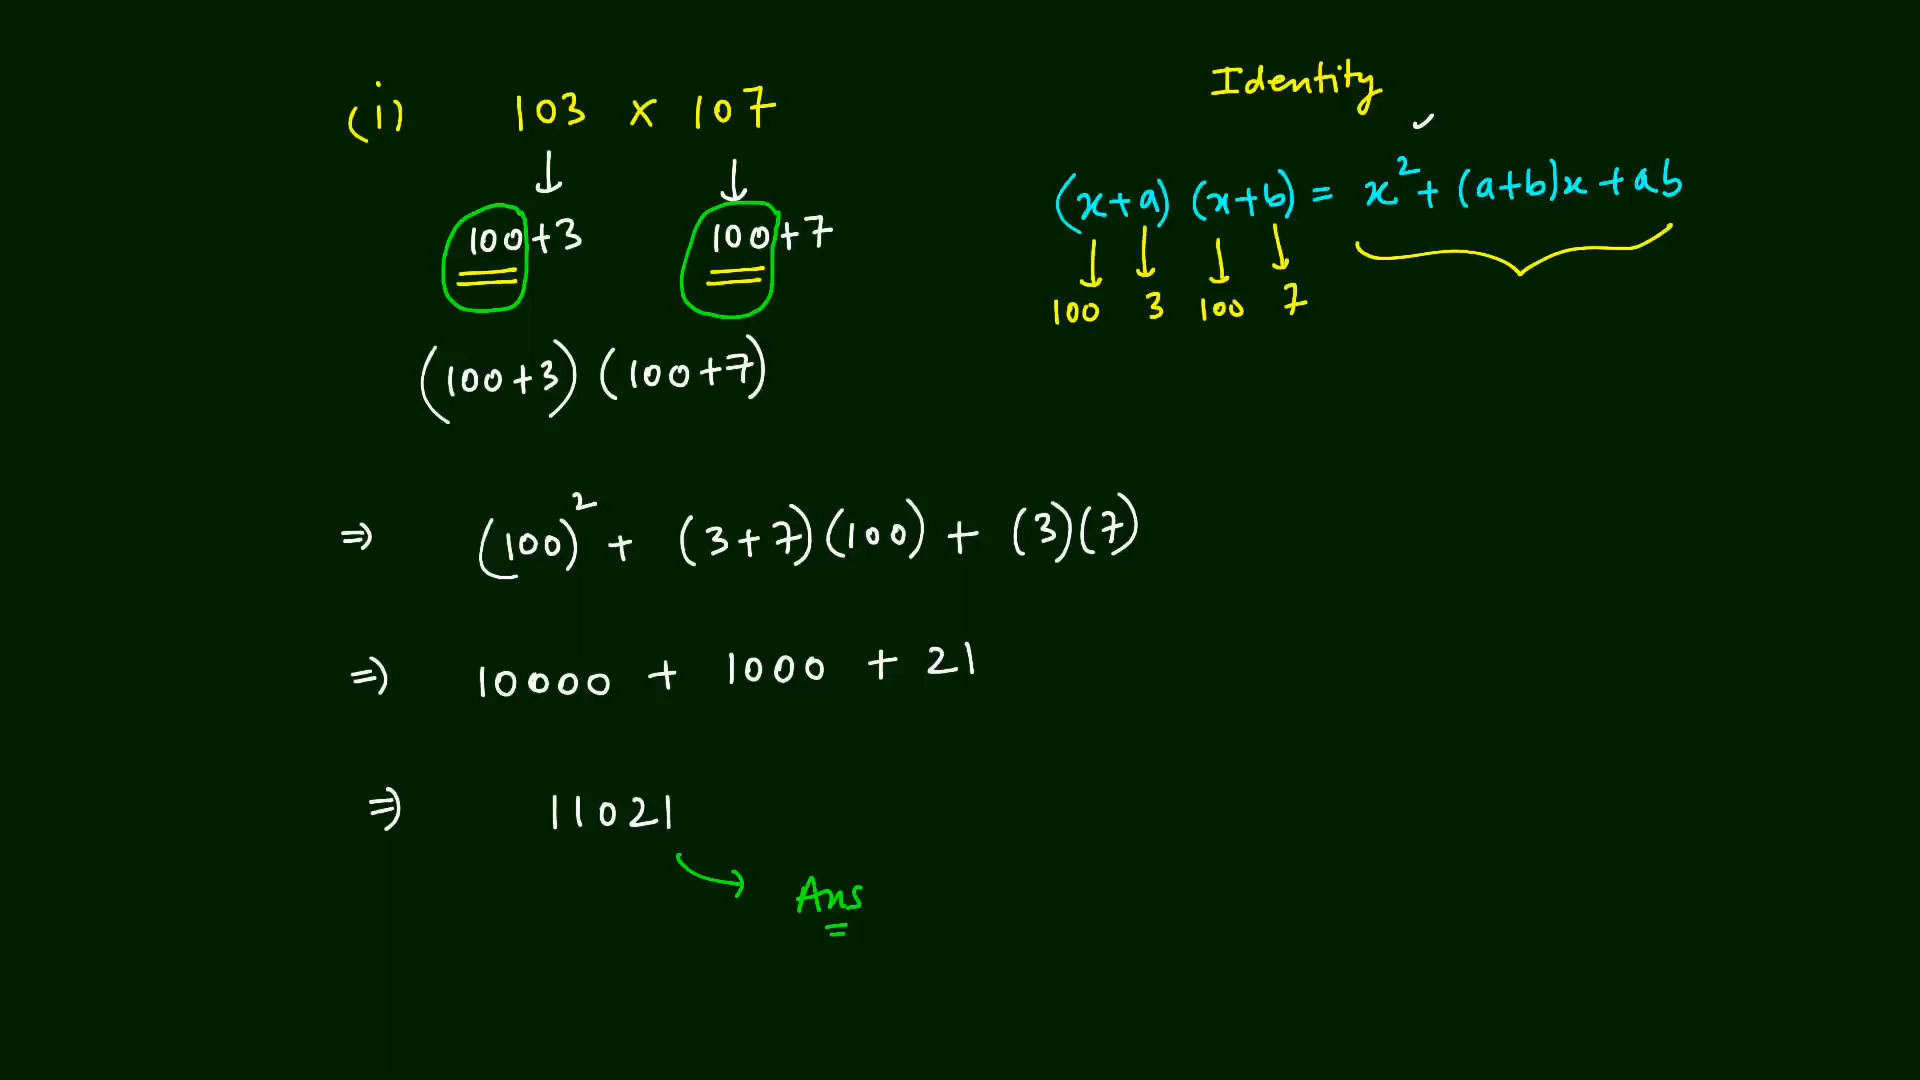 (i) 103 × 107
↓ ↓
100+3 100+7
(100+3) (100+7)
⇒ (100)² + (3+7)(100) + (3)(7)
⇒ 10000 + 1000 + 21
⇒ 11021
→ Ans
Identity
✓
(x+a) (x+b) = x² + (a+b)x + ab
↓ ↓ ↓ ↓
100 3 100 7